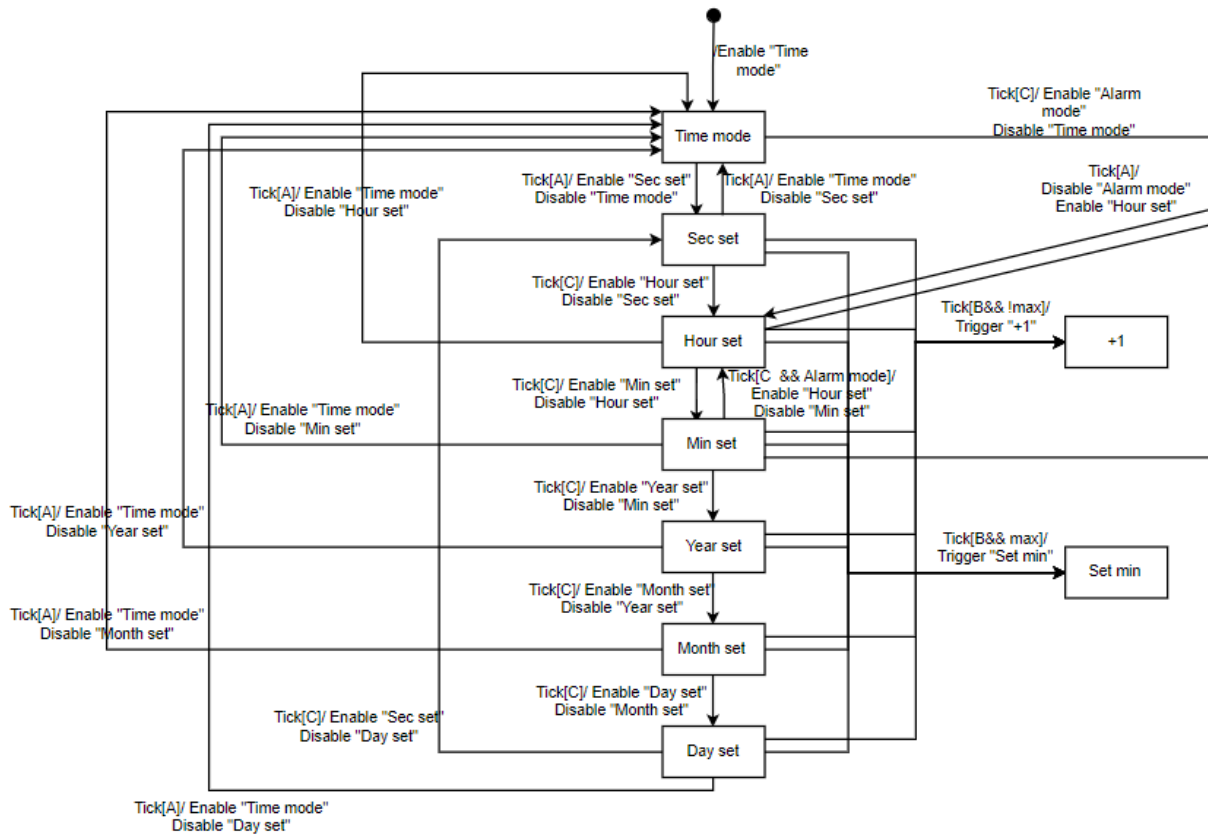 /Enable "Time
mode"
Tick[C]/ Enable "Alarm
mode"
Disable "Time mode"
Time mode
Tick[A]/ Enable "Time mode"
Disable "Hour set"
Tick[A]/ Enable "Sec set"
Disable "Time mode"
Tick[A]/ Enable "Time mode"
Disable "Sec set"
Tick[A]/
Disable "Alarm mode"
Enable "Hour set"
Sec set
Tick[C]/ Enable "Hour set"
Disable "Sec set"
Hour set
Tick[B&& !max]/
Trigger "+1"
+1
Tick[C]/ Enable "Min set"
Disable "Hour set"
Tick[C && Alarm mode]/
Enable "Hour set"
Disable "Min set"
Tick[A]/ Enable "Time mode"
Disable "Min set"
Min set
Tick[C]/ Enable "Year set"
Disable "Min set"
Tick[A]/ Enable "Time mode"
Disable "Year set"
Year set
Tick[B&& max]/
Trigger "Set min"
Set min
Tick[C]/ Enable "Month set"
Disable "Year set"
Tick[A]/ Enable "Time mode"
Disable "Month set"
Month set
Tick[C]/ Enable "Day set"
Disable "Month set"
Tick[C]/ Enable "Sec set"
Disable "Day set"
Day set
Tick[A]/ Enable "Time mode"
Disable "Day set"